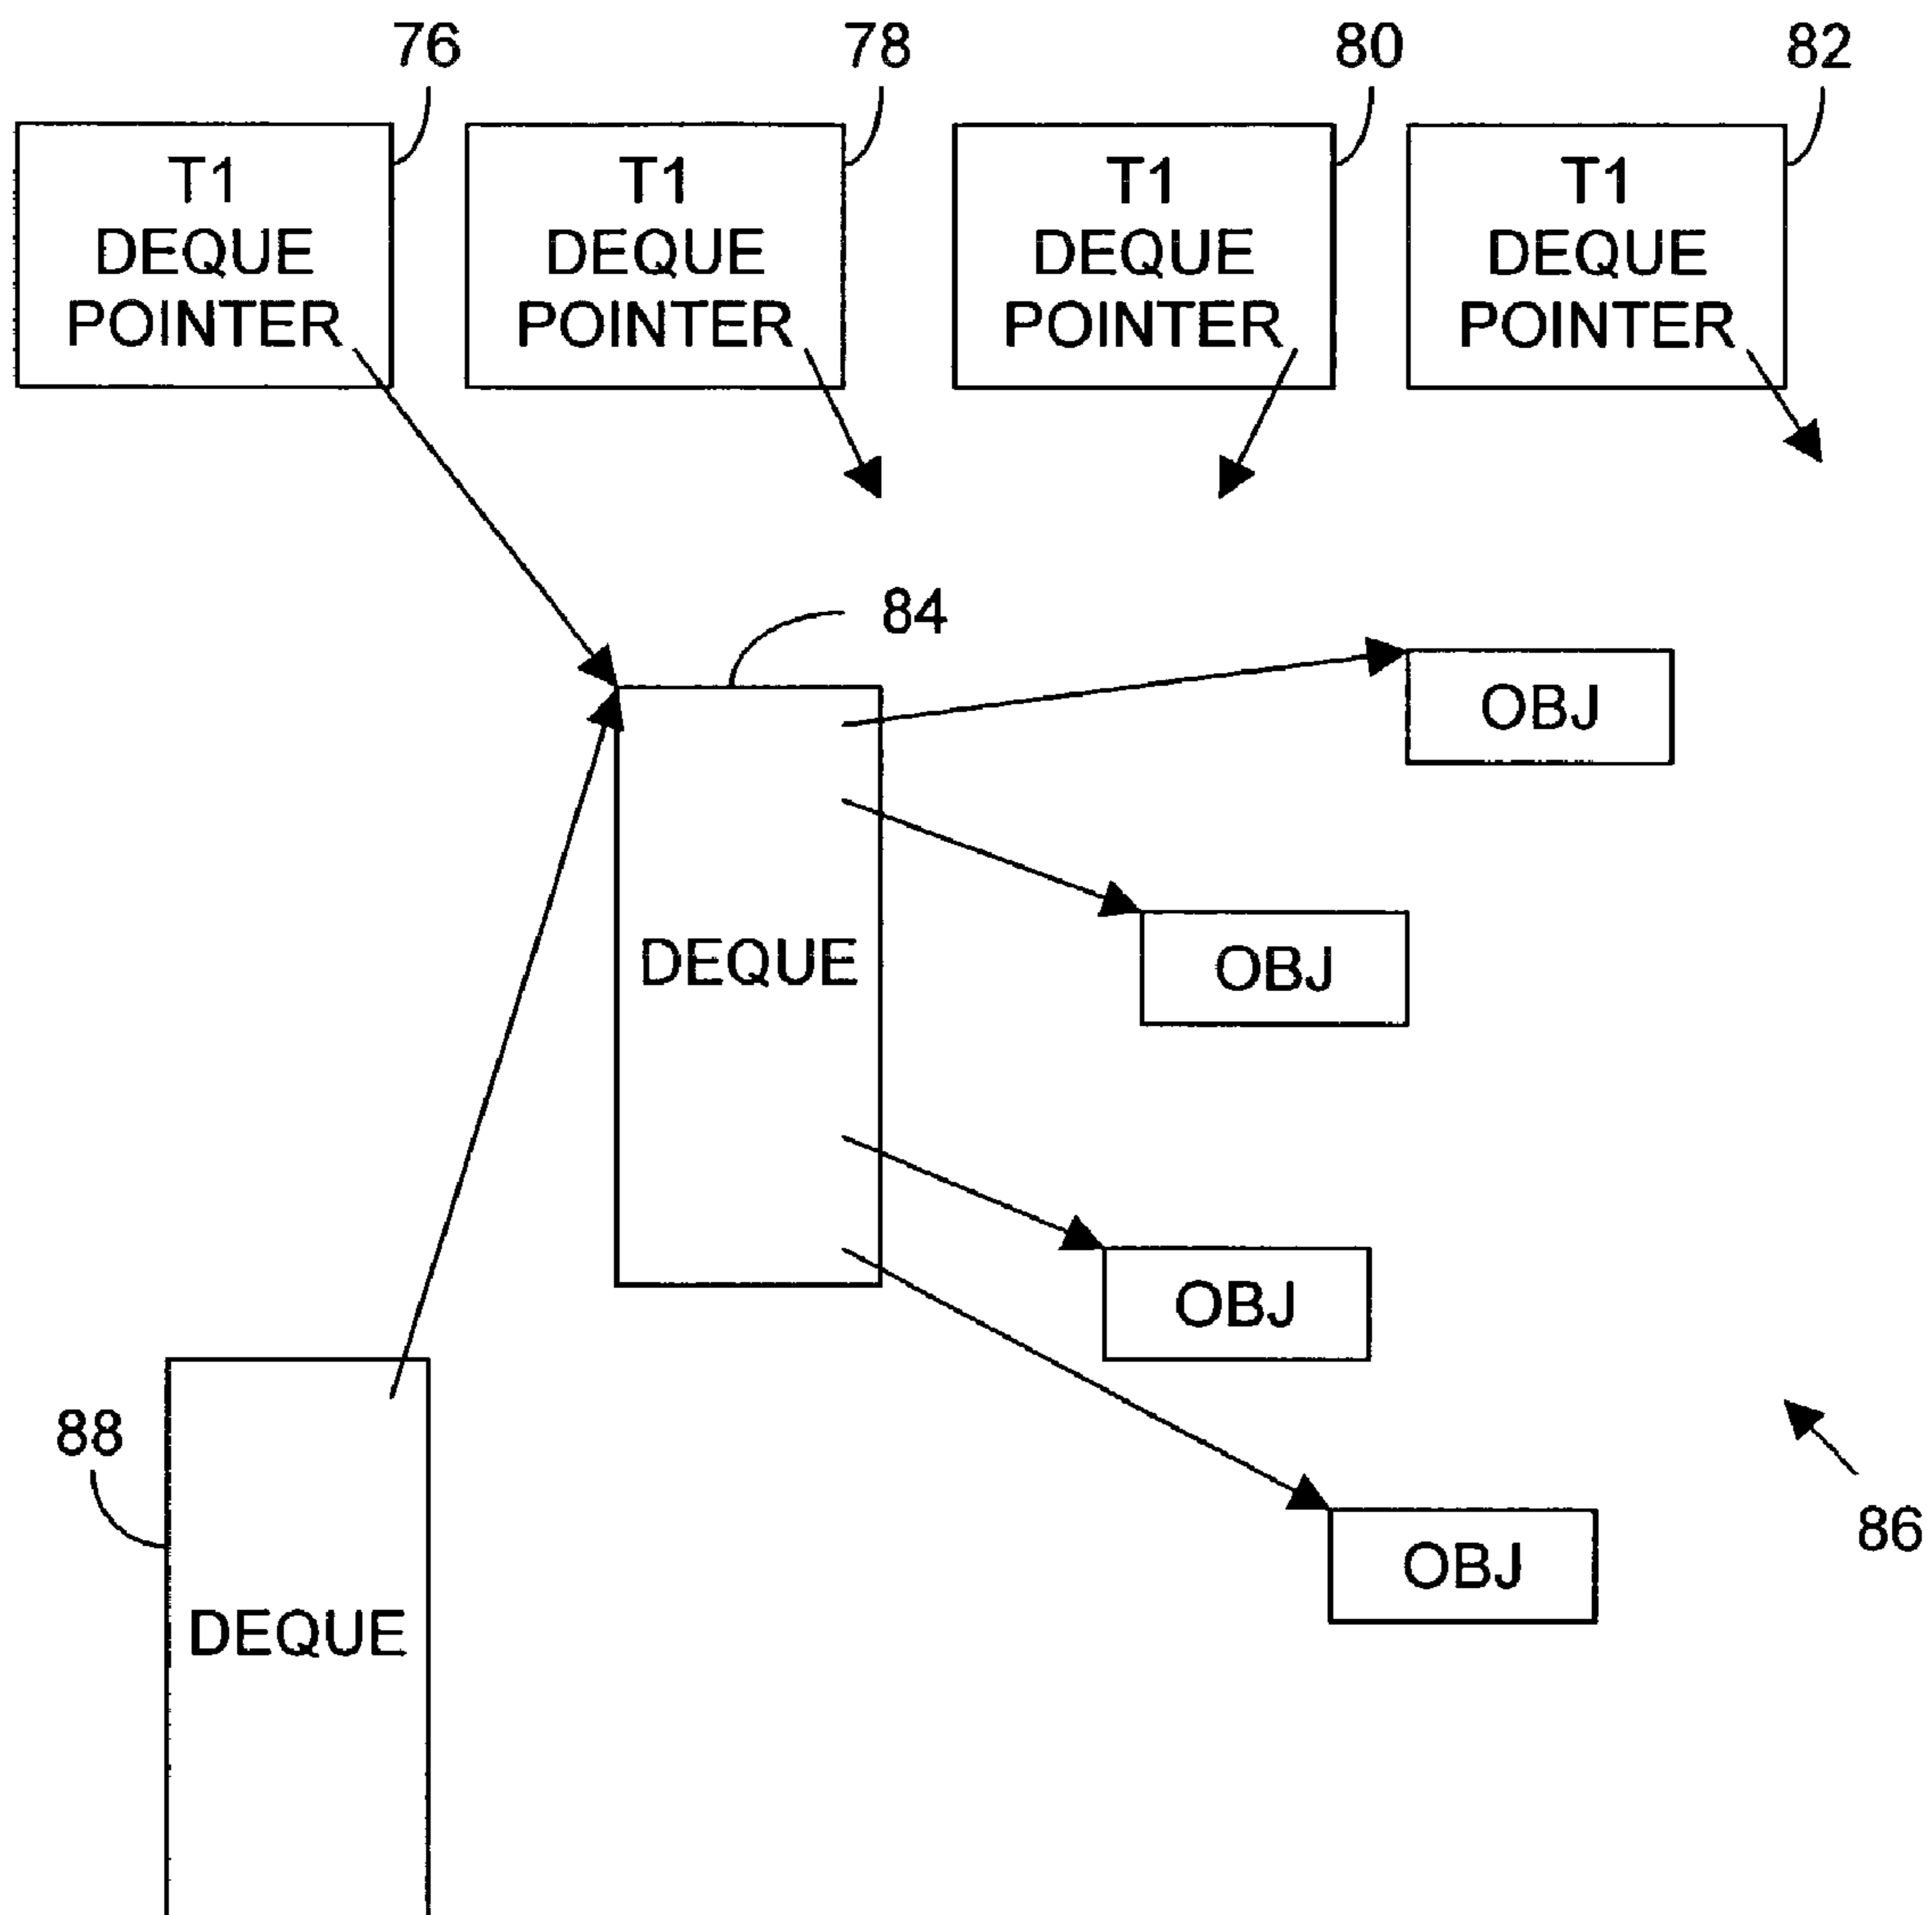 76
78
80
82
T1
DEQUE
POINTER
T1
DEQUE
POINTER
T1
DEQUE
POINTER
T1
DEQUE
POINTER
84
OBJ
DEQUE
OBJ
OBJ
88
86
OBJ
DEQUE